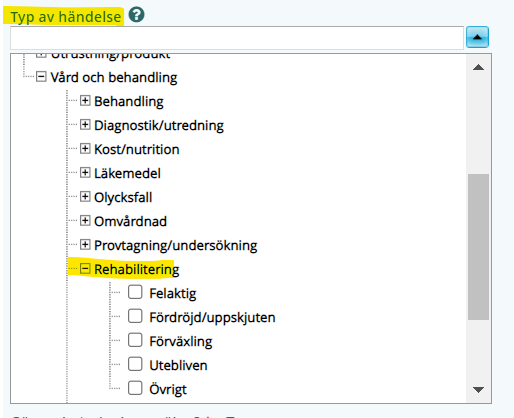 Typ av händelse ?
Utrustning/produkt
Vård och behandling
Behandling
Diagnostik/utredning
Kost/nutrition
Läkemedel
Olycksfall
Omvårdnad
Provtagning/undersökning
Rehabilitering
Felaktig
Fördröjd/uppskjuten
Förväxling
Utebliven
Övrigt